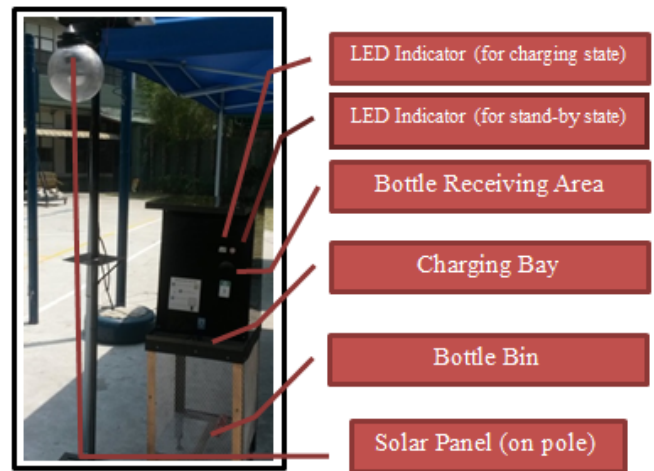 LED Indicator (for charging state)
LED Indicator (for stand-by state)
Bottle Receiving Area
Charging Bay
Bottle Bin
Solar Panel (on pole)